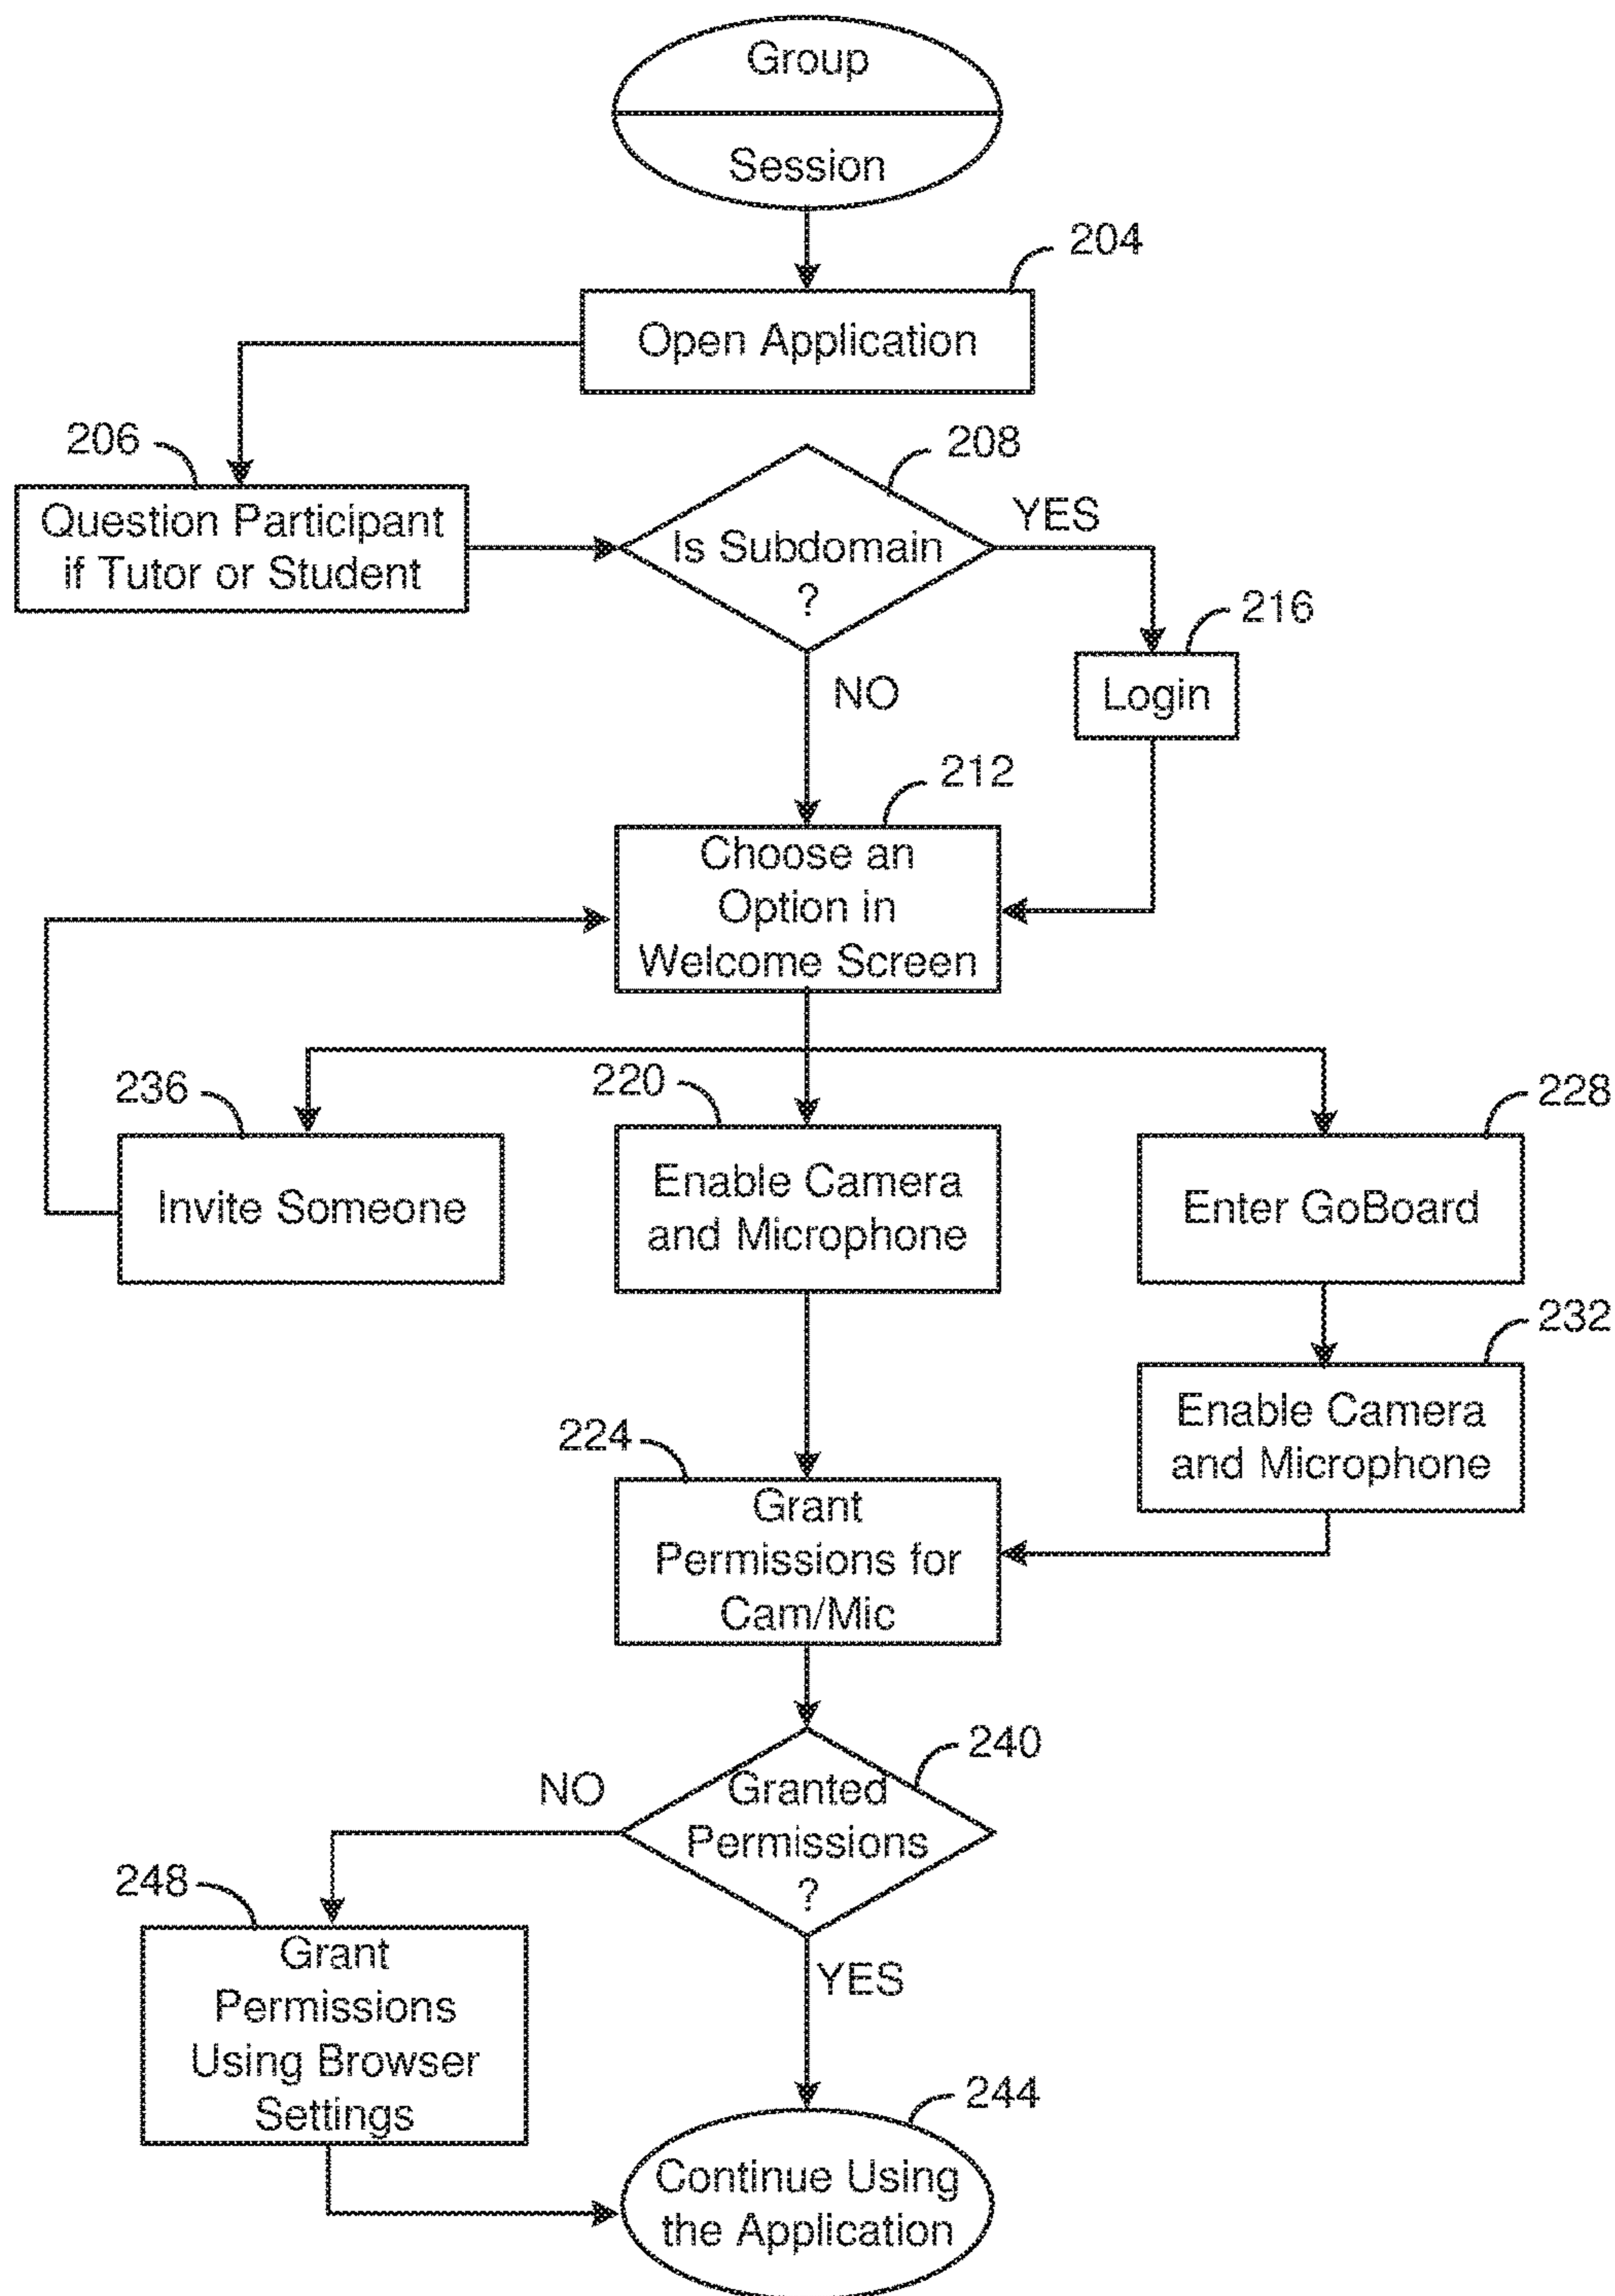 Group
Session
204
Open Application
206
Question Participant
if Tutor or Student
208
Is Subdomain
?
YES
216
Login
NO
212
Choose an
Option in
Welcome Screen
236
Invite Someone
220
Enable Camera
and Microphone
228
Enter GoBoard
232
Enable Camera
and Microphone
224
Grant
Permissions for
Cam/Mic
240
Granted
Permissions
?
NO
248
Grant
Permissions
Using Browser
Settings
YES
244
Continue Using
the Application